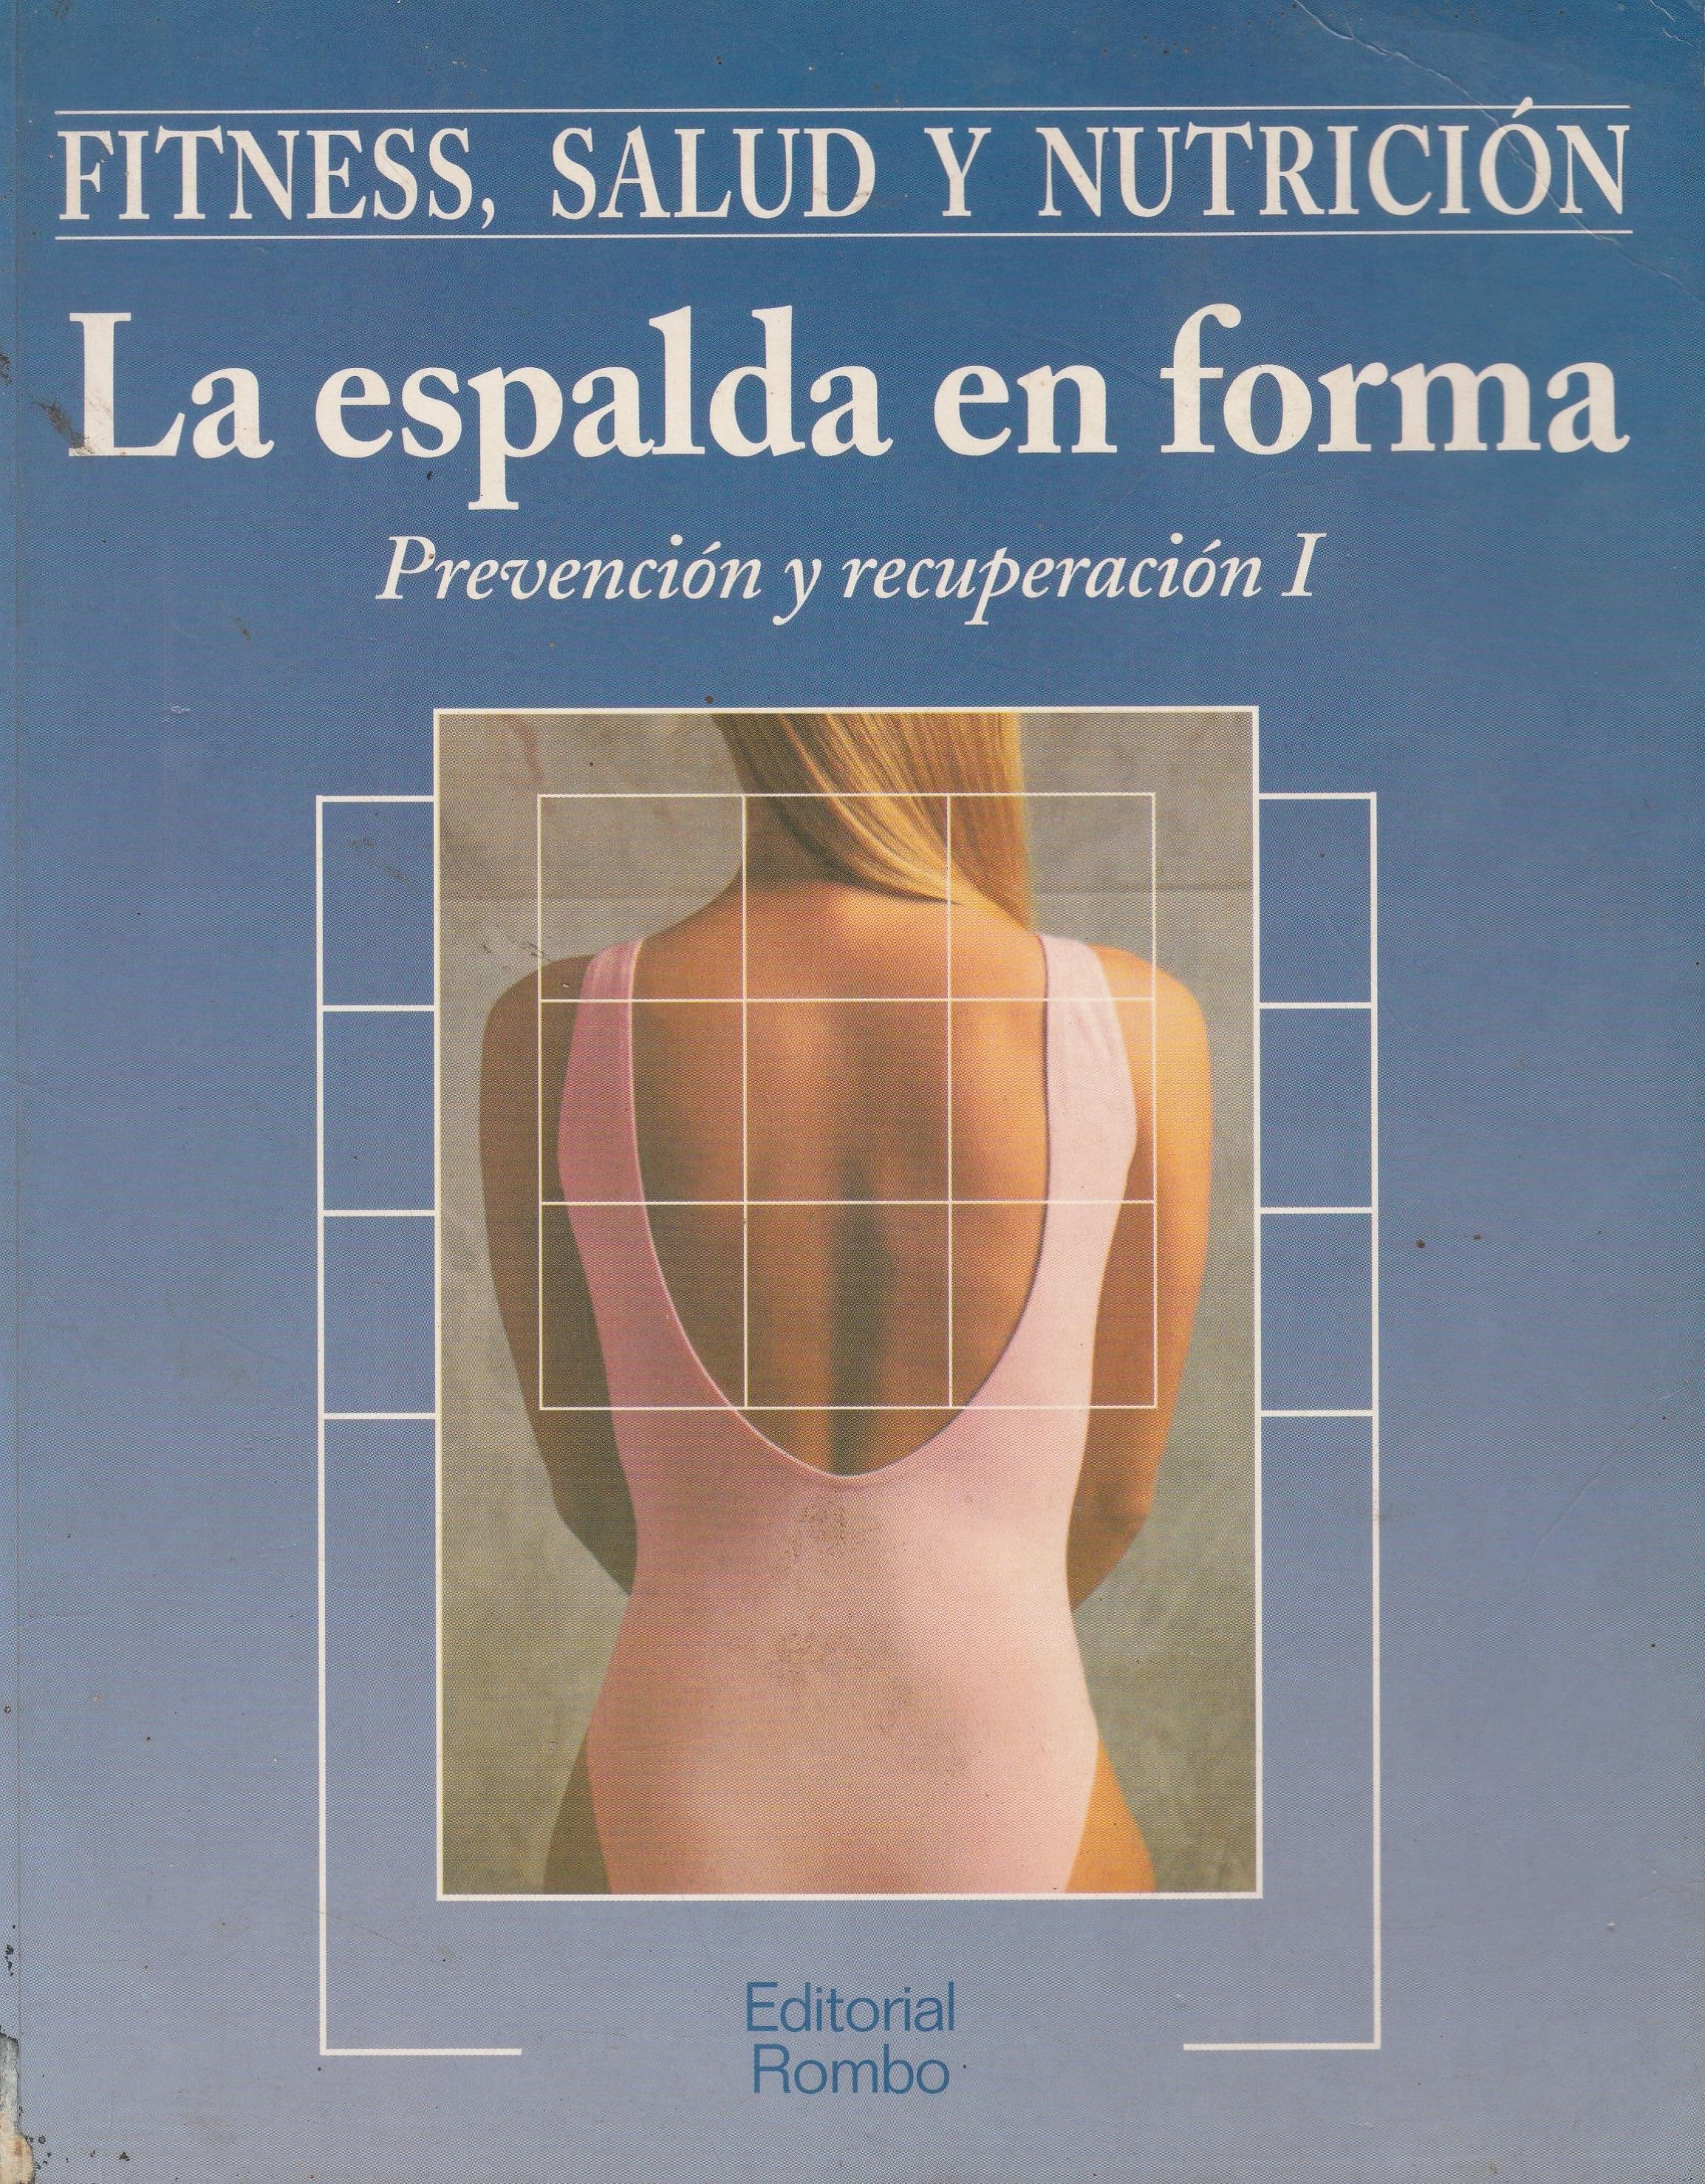 FITNESS, SALUD Y NUTRICIÓN
La espalda en forma
Prevención y recuperación I
Editorial
Rombo